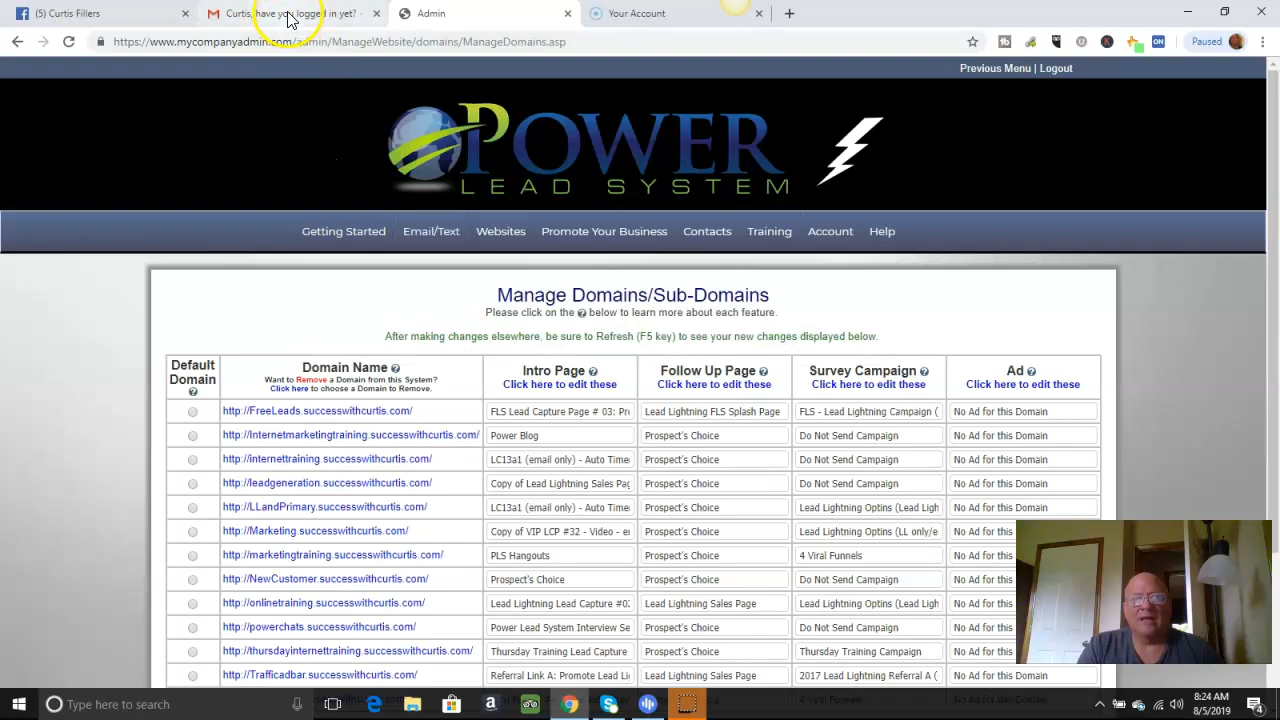 (5) Curtis Fillers
Curtis, have you logged in yet? -
Admin
Your Account
https://www.mycompanyadmin.com/admin/ManageWebsite/domains/ManageDomains.asp
Paused
Previous Menu | Logout
POWER
LEAD SYSTEM
Getting Started Email/Text Websites Promote Your Business Contacts Training Account Help
Manage Domains/Sub-Domains
Please click on the ? below to learn more about each feature.
After making changes elsewhere, be sure to Refresh (F5 key) to see your new changes displayed below.
Default Domain ? Domain Name ? Intro Page ? Follow Up Page ? Survey Campaign ? Ad ?
Want to Remove a Domain from this System?
Click here to choose a Domain to Remove. Click here to edit these Click here to edit these Click here to edit these Click here to edit these
http://FreeLeads.successwithcurtis.com/ FLS Lead Capture Page # 03: Pr Lead Lightning FLS Splash Page FLS - Lead Lightning Campaign ( No Ad for this Domain
http://Internetmarketingtraining.successwithcurtis.com/ Power Blog Prospect's Choice Do Not Send Campaign No Ad for this Domain
http://internettraining.successwithcurtis.com/ LC13a1 (email only) - Auto Time Prospect's Choice Do Not Send Campaign No Ad for this Domain
http://leadgeneration.successwithcurtis.com/ Copy of Lead Lightning Sales Pag Prospect's Choice Do Not Send Campaign No Ad for this Domain
http://LLandPrimary.successwithcurtis.com/ LC13a1 (email only) - Auto Time Prospect's Choice Lead Lightning Optins (Lead Ligh No Ad for this Domain
http://Marketing.successwithcurtis.com/ Copy of VIP LCP #32 - Video - e Prospect's Choice Lead Lightning Optins (LL only/e No Ad for this
http://marketingtraining.successwithcurtis.com/ PLS Hangouts Prospect's Choice 4 Viral Funnels No Ad for this
http://NewCustomer.successwithcurtis.com/ Prospect's Choice Prospect's Choice Do Not Send Campaign No Ad for this
http://onlinetraining.successwithcurtis.com/ Lead Lightning Lead Capture #0 Lead Lightning Sales Page Lead Lightning Optins (Lead Ligh No Ad for this
http://powerchats.successwithcurtis.com/ Power Lead System Interview Se Prospect's Choice Do Not Send Campaign No Ad for this
http://thursdayinternettraining.successwithcurtis.com/ Thursday Training Lead Capture Prospect's Choice Thursday Training Campaign No Ad for this
http://Trafficadbar.successwithcurtis.com/ Referral Link A: Promote Lead Li Lead Lightning Sales Page 2017 Lead Lightning Referral A ( No Ad for this
Type here to search
8:24 AM
8/5/2019